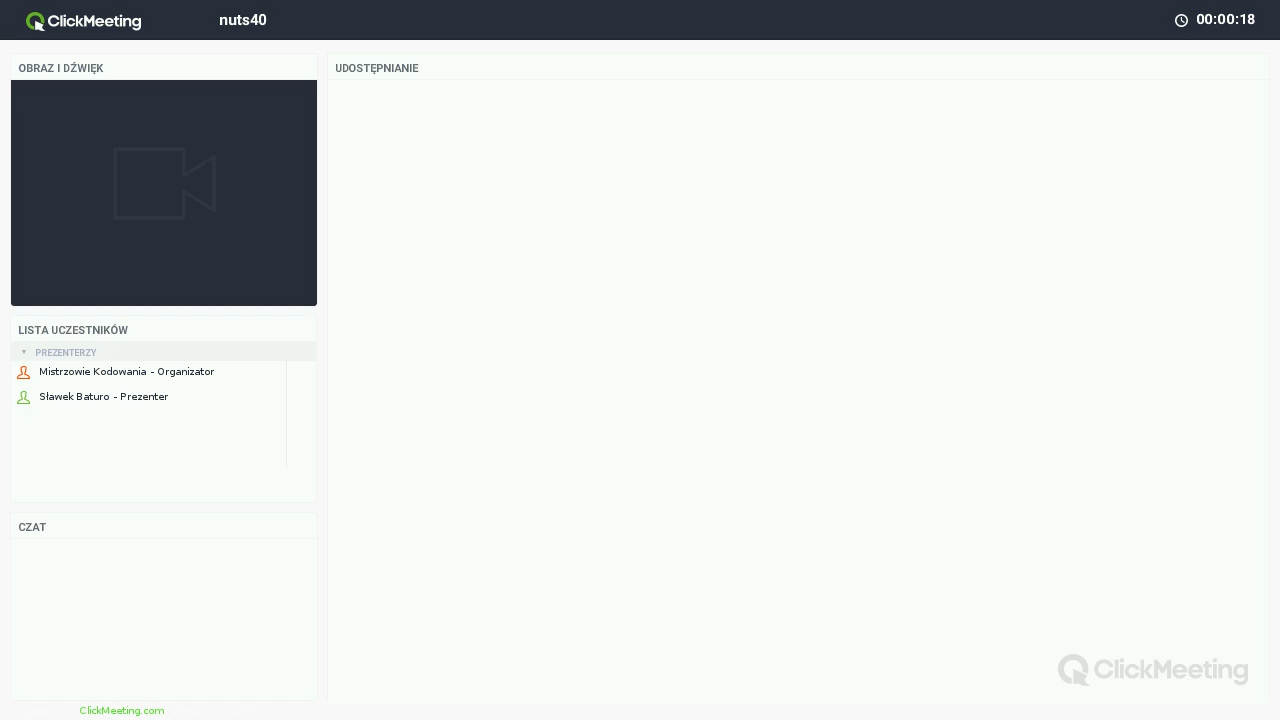 ClickMeeting
nuts40
00:00:18
OBRAZ I DŹWIĘK
UDOSTĘPNIANIE
LISTA UCZESTNIKÓW
PREZENTERZY
Mistrzowie Kodowania - Organizator
Sławek Baturo - Prezenter
CZAT
ClickMeeting
ClickMeeting.com